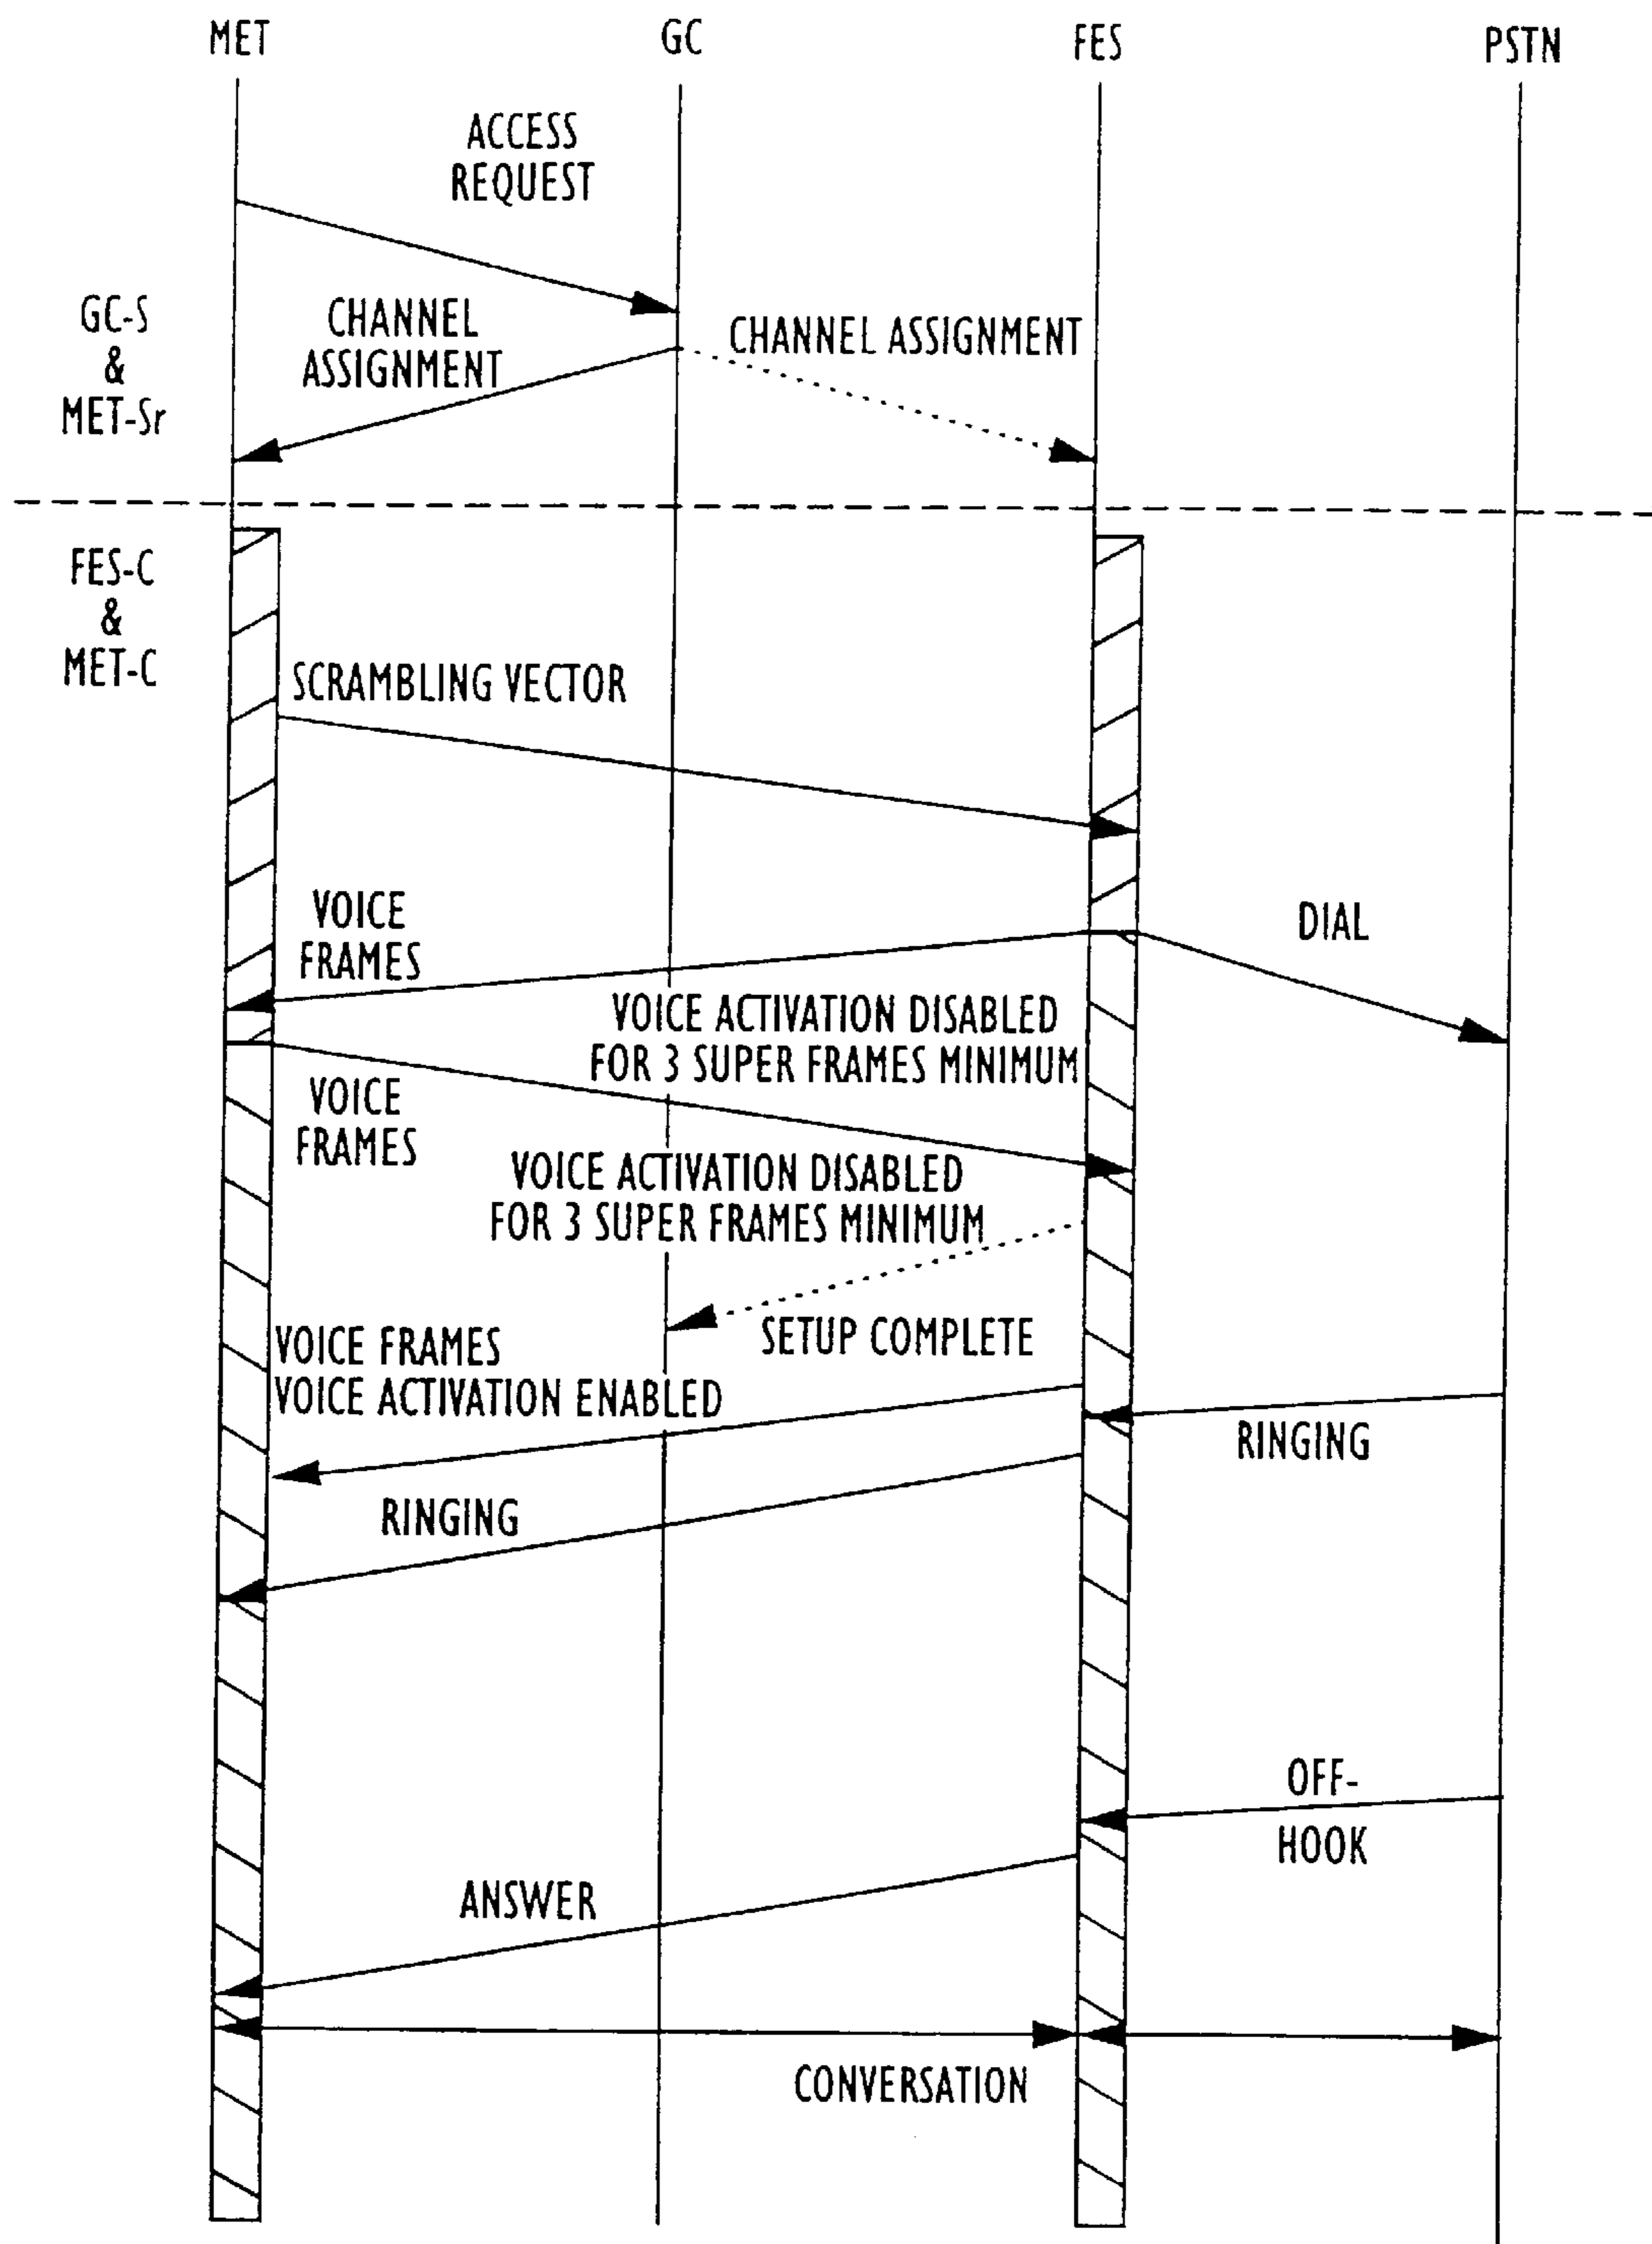 MET
GC
FES
PSTN
ACCESS
REQUEST
GC-S
&
MET-Sr
CHANNEL
ASSIGNMENT
CHANNEL ASSIGNMENT
FES-C
&
MET-C
SCRAMBLING VECTOR
VOICE
FRAMES
DIAL
VOICE ACTIVATION DISABLED
FOR 3 SUPER FRAMES MINIMUM
VOICE
FRAMES
VOICE ACTIVATION DISABLED
FOR 3 SUPER FRAMES MINIMUM
SETUP COMPLETE
VOICE FRAMES
VOICE ACTIVATION ENABLED
RINGING
RINGING
OFF-
HOOK
ANSWER
CONVERSATION